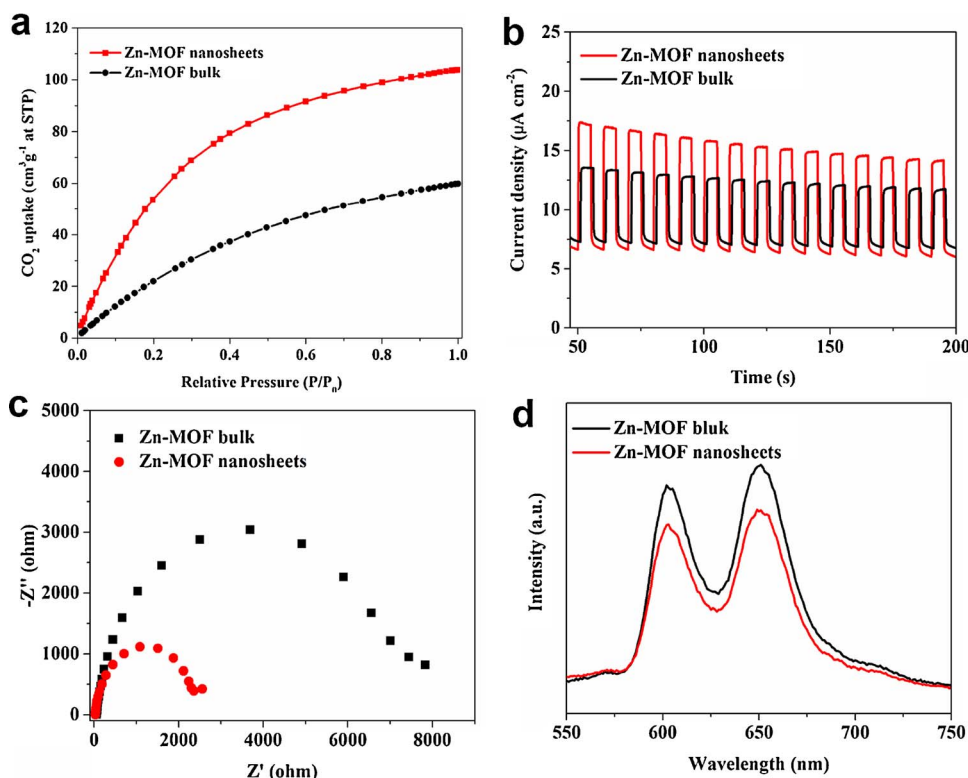 a
Zn-MOF nanosheets
Zn-MOF bulk
CO₂ uptake (cm³g⁻¹ at STP)
120
100
80
60
40
20
0
0.0 0.2 0.4 0.6 0.8 1.0
Relative Pressure (P/Pₙ)
b
Zn-MOF nanosheets
Zn-MOF bulk
Current density (μA cm⁻²)
25
20
15
10
5
0
50 100 150 200
Time (s)
c
Zn-MOF bulk
Zn-MOF nanosheets
-Z'' (ohm)
5000
4000
3000
2000
1000
0
0 2000 4000 6000 8000
Z' (ohm)
d
Zn-MOF bluk
Zn-MOF nanosheets
Intensity (a.u.)
550 600 650 700 750
Wavelength (nm)